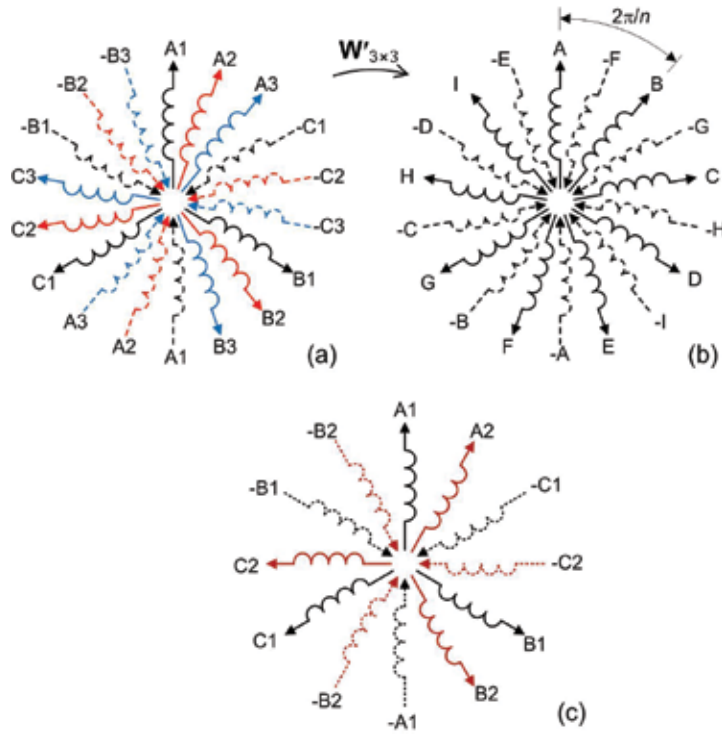 A1
A2
A3
-C1
-C2
-C3
B1
B2
B3
A1
A2
A3
C1
C2
C3
-B1
-B2
-B3
(a)
W'3×3
2π/n
A
-F
B
-G
C
-H
D
-I
E
-A
F
-B
G
-C
H
-D
I
-E
(b)
A1
A2
-C1
-C2
B1
B2
-A1
-B2
C1
C2
-B1
-B2
(c)